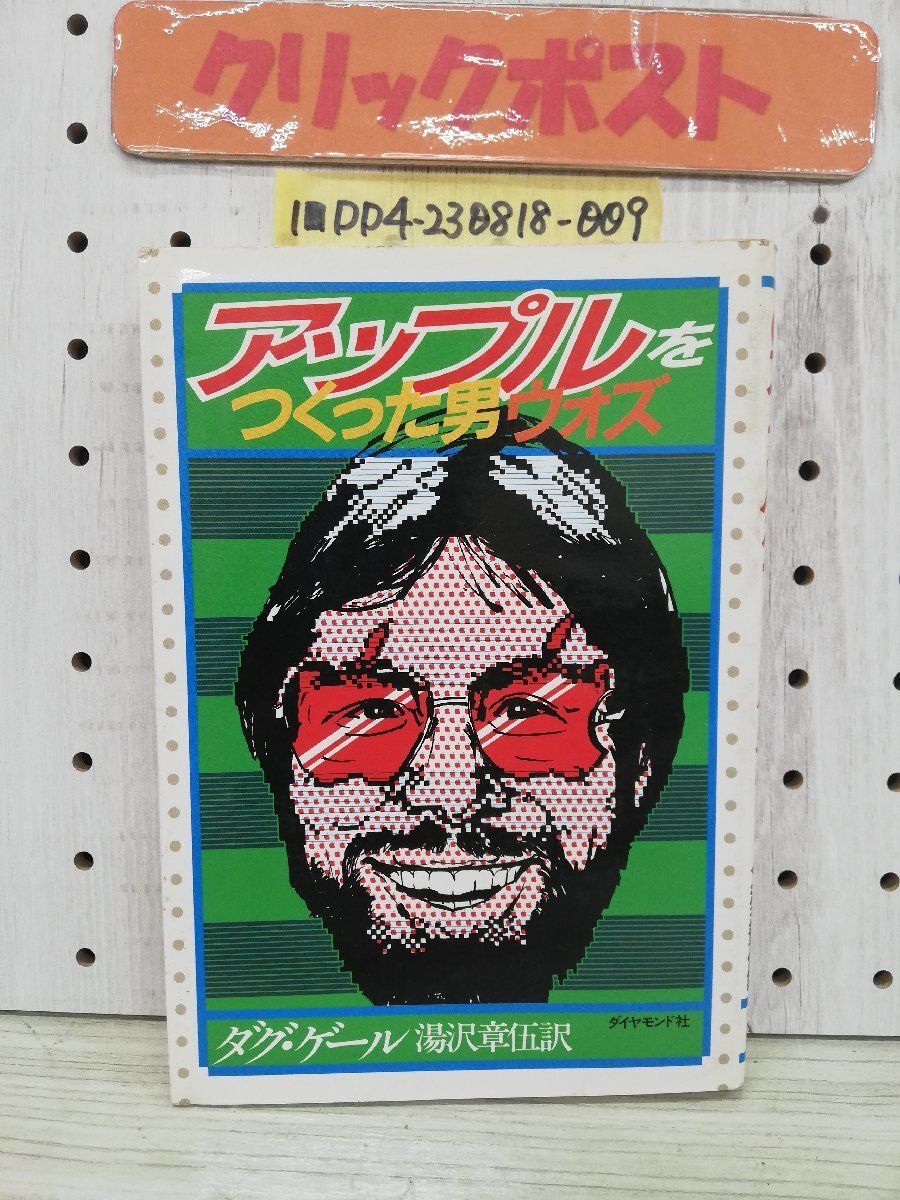 クリックポスト
1■DD4-230818-009
アップルを
つくった男ウォズ
ダグ・ゲール 湯沢章伍訳
ダイヤモンド社